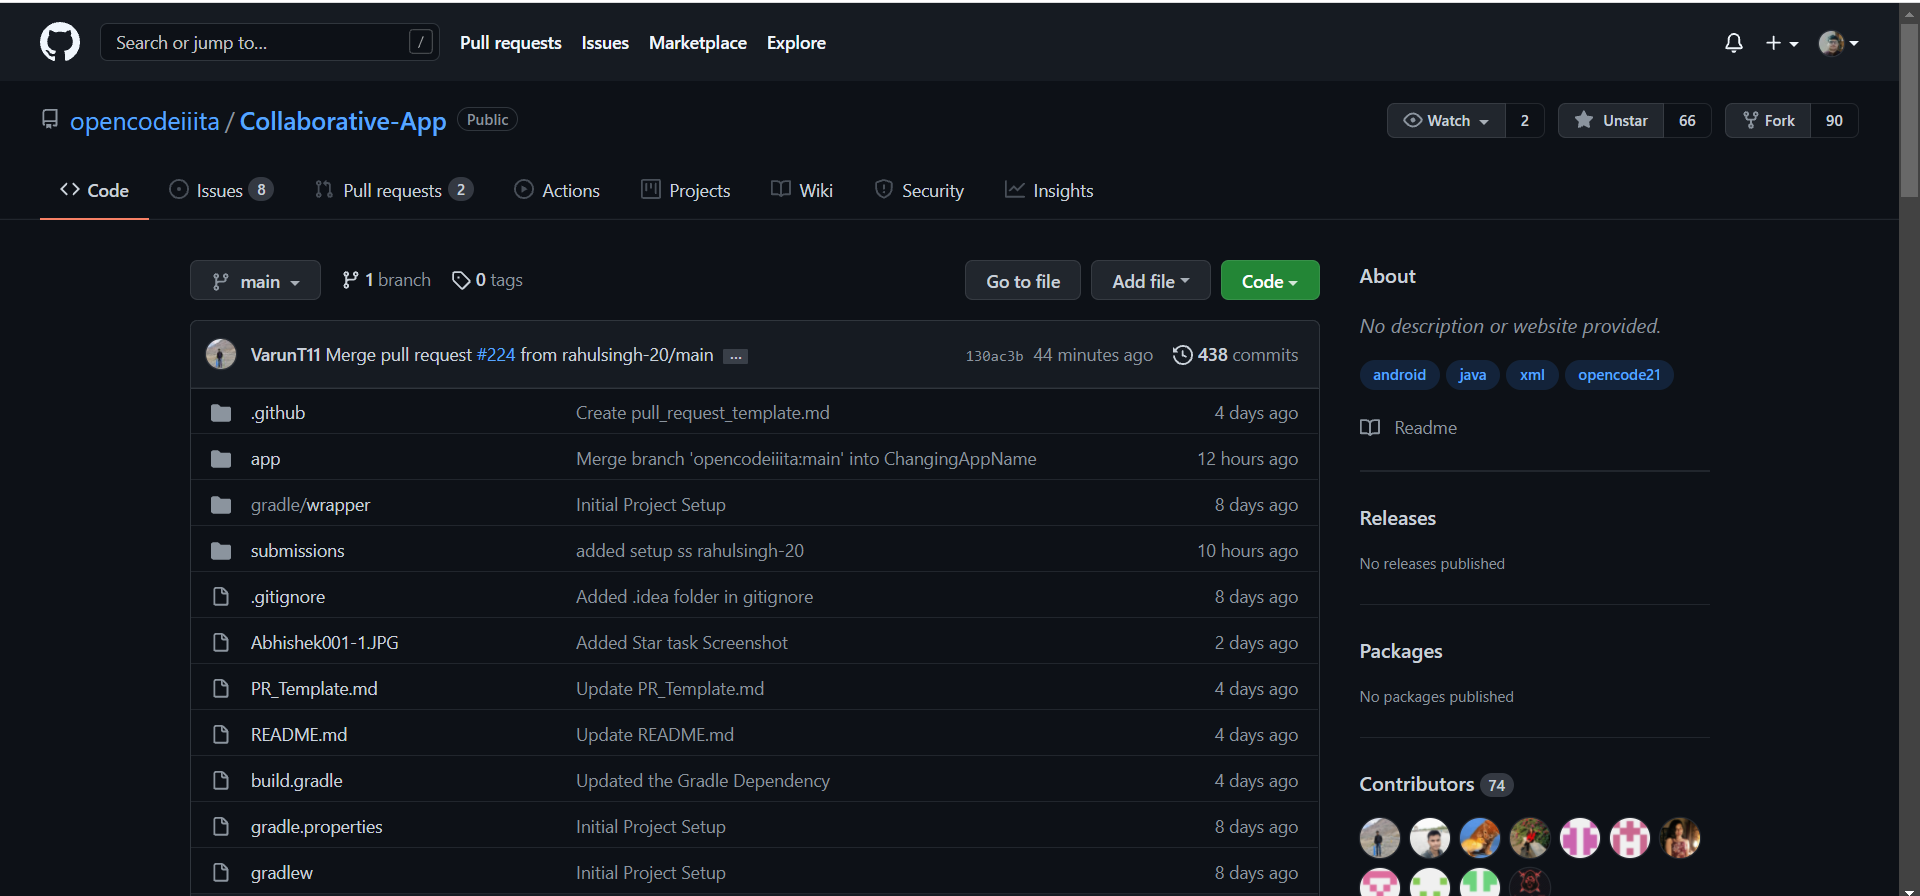 Search or jump to... /
Pull requests Issues Marketplace Explore
opencodeiiita / Collaborative-App Public
Watch 2 Unstar 66 Fork 90
Code Issues 8 Pull requests 2 Actions Projects Wiki Security Insights
main 1 branch 0 tags Go to file Add file Code
VarunT11 Merge pull request #224 from rahulsingh-20/main ... 130ac3b 44 minutes ago 438 commits
.github Create pull_request_template.md 4 days ago
app Merge branch 'opencodeiiita:main' into ChangingAppName 12 hours ago
gradle/wrapper Initial Project Setup 8 days ago
submissions added setup ss rahulsingh-20 10 hours ago
.gitignore Added .idea folder in gitignore 8 days ago
Abhishek001-1.JPG Added Star task Screenshot 2 days ago
PR_Template.md Update PR_Template.md 4 days ago
README.md Update README.md 4 days ago
build.gradle Updated the Gradle Dependency 4 days ago
gradle.properties Initial Project Setup 8 days ago
gradlew Initial Project Setup 8 days ago
About
No description or website provided.
android java xml opencode21
Readme
Releases
No releases published
Packages
No packages published
Contributors 74